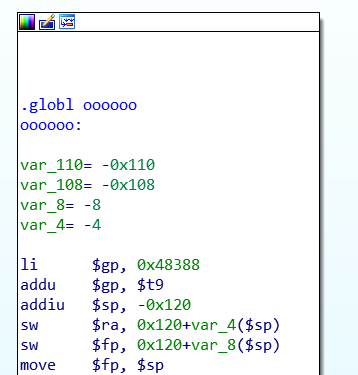 .globl oooooo
oooooo:
var_110= -0x110
var_108= -0x108
var_8= -8
var_4= -4
li $gp, 0x48388
addu $gp, $t9
addiu $sp, -0x120
sw $ra, 0x120+var_4($sp)
sw $fp, 0x120+var_8($sp)
move $fp, $sp